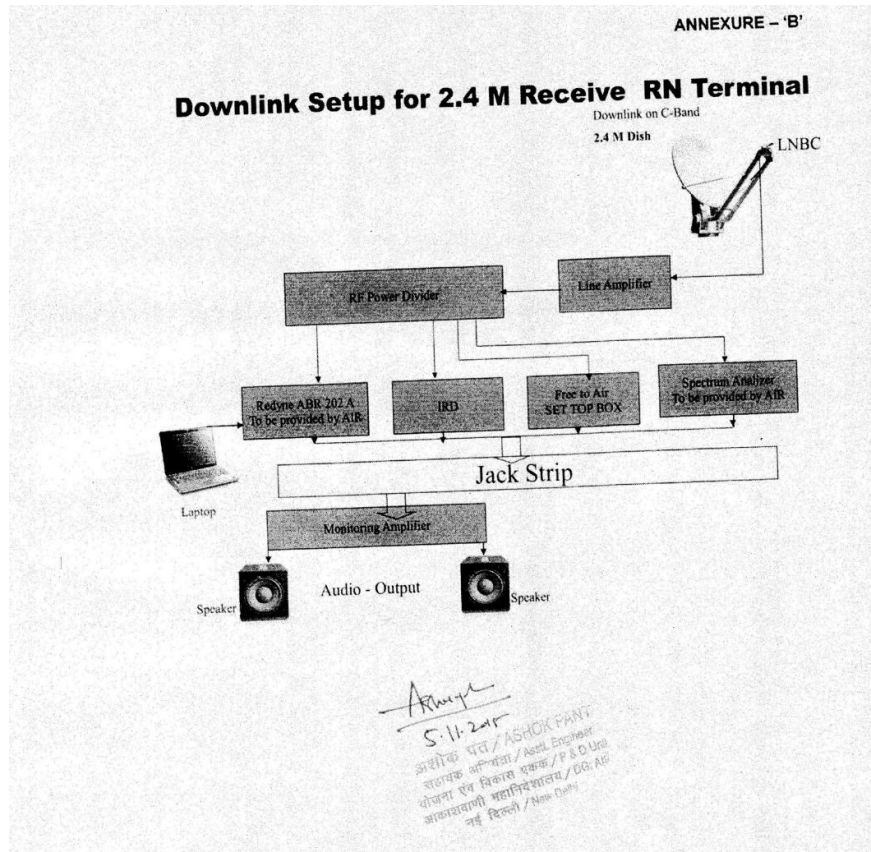 ANNEXURE – 'B'
Downlink Setup for 2.4 M Receive RN Terminal
Downlink on C-Band
2.4 M Dish
LNBC
RF Power Divider
Line Amplifier
Redyne ABR 202 A
To be provided by AIR
IRD
Free to Air
SET TOP BOX
Spectrum Analizer
To be provided by AIR
Jack Strip
Laptop
Monitoring Amplifier
Speaker
Audio - Output
Speaker
5.11.2015
अशोक पंत / ASHOK PANT
सहायक अभियंता / Asstt. Engineer
योजना एवं विकास एकक / P & D Unit
आकाशवाणी महानिदेशालय / DG: AIR
नई दिल्ली / New Delhi